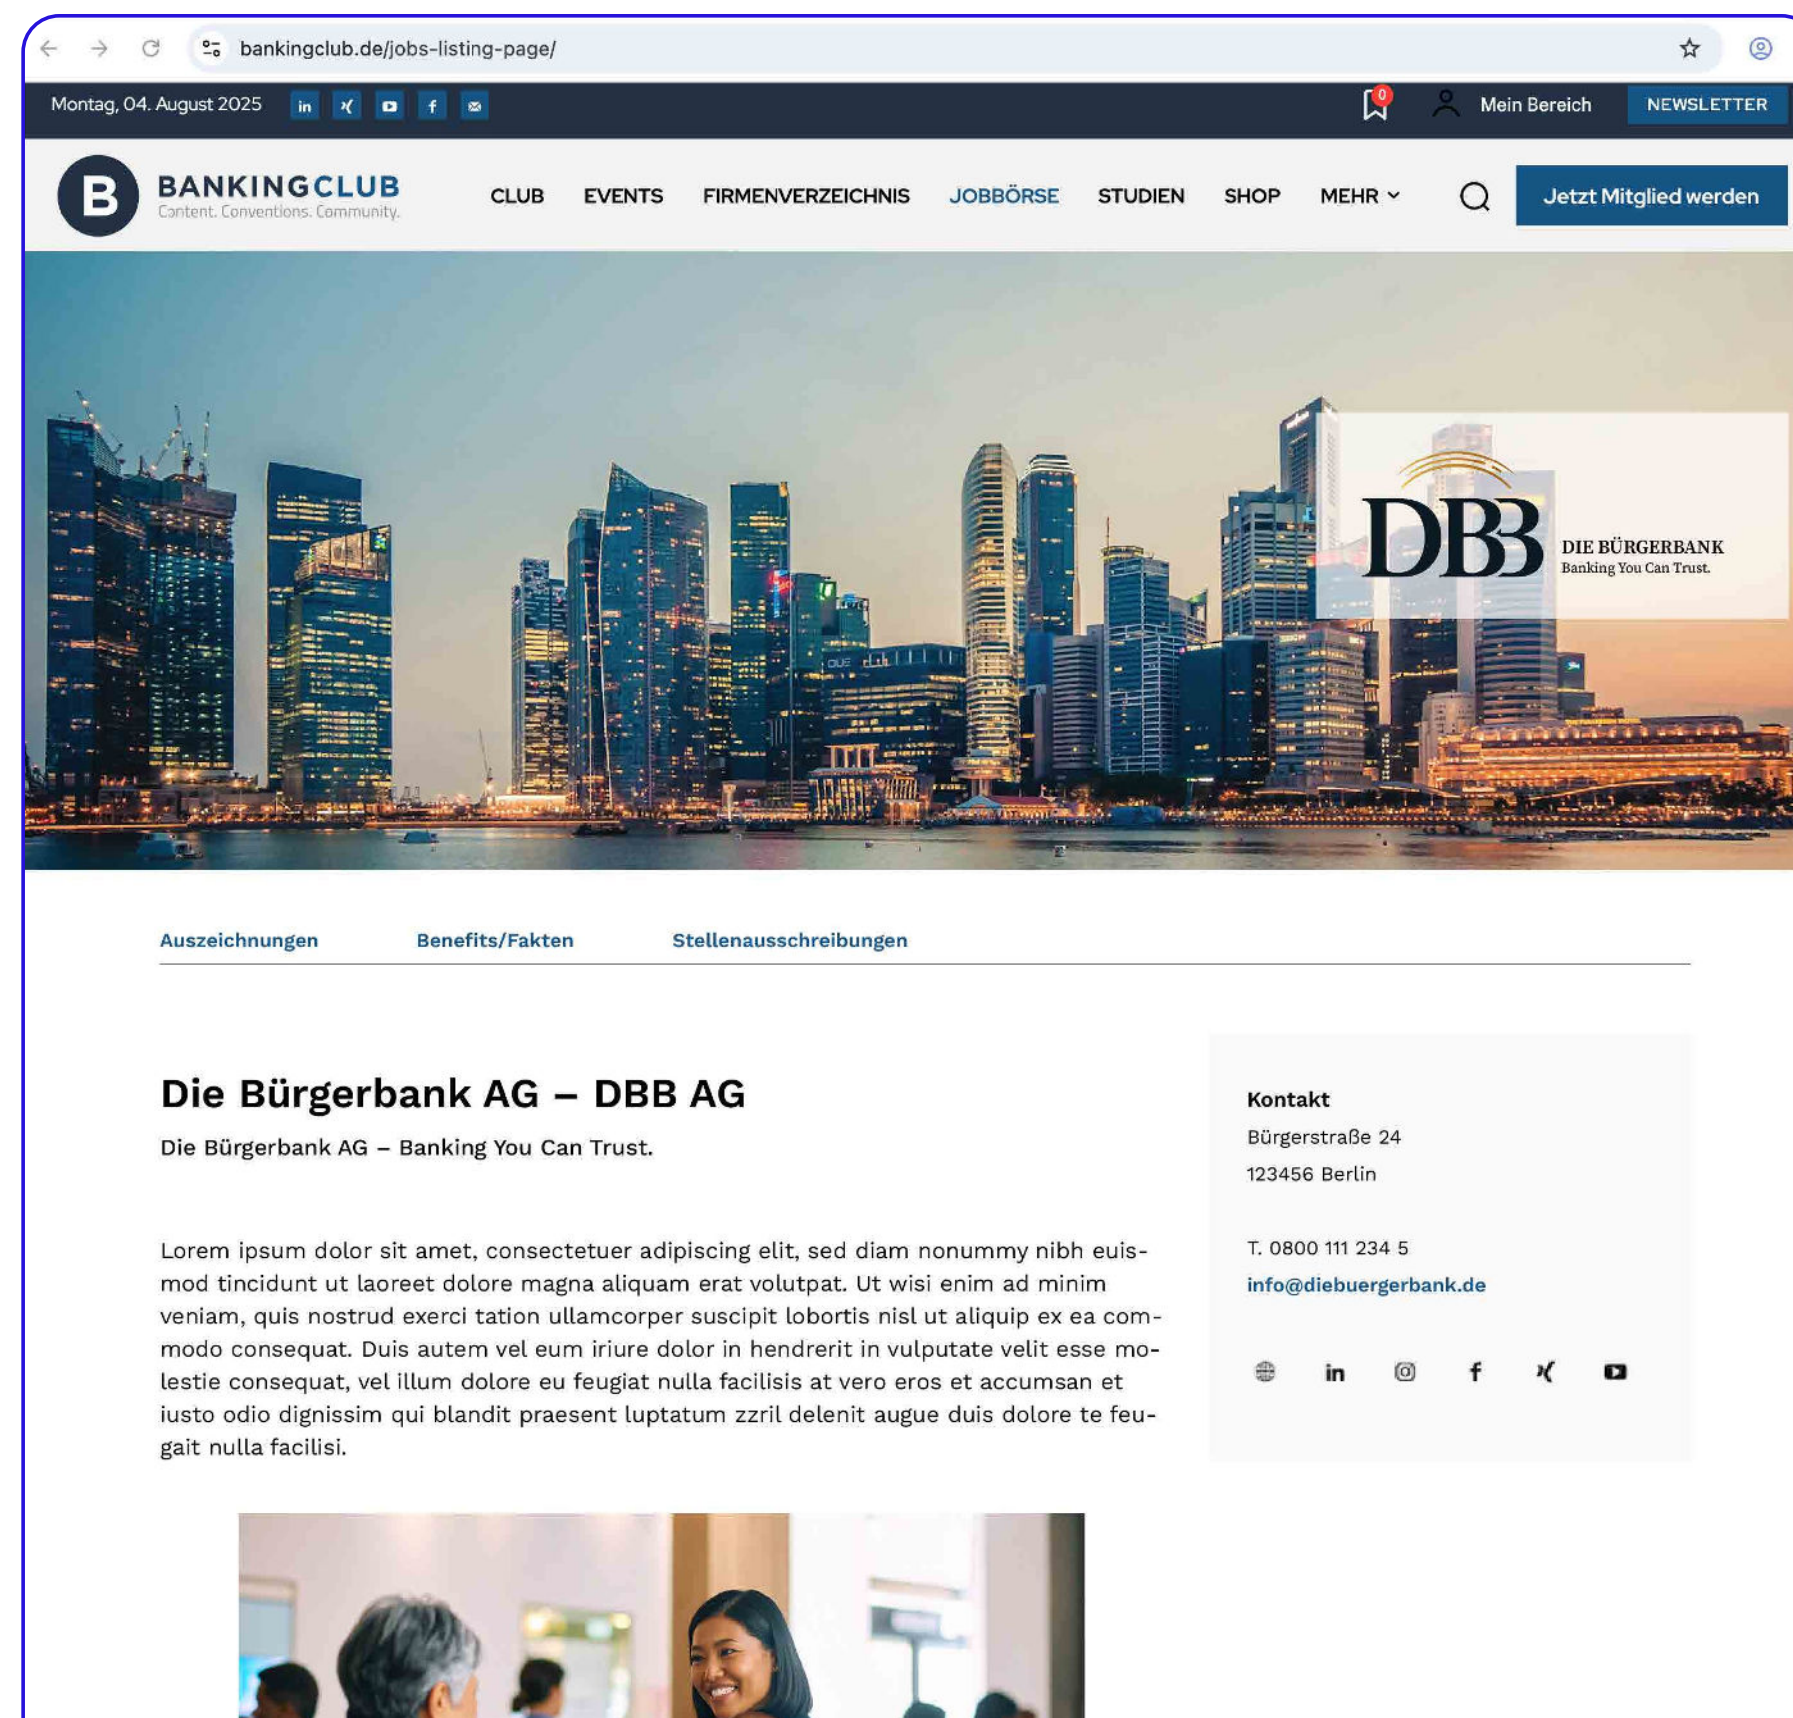 bankingclub.de/jobs-listing-page/
Montag, 04. August 2025
0
Mein Bereich
NEWSLETTER
B
BANKINGCLUB
Content. Conventions. Community.
CLUB
EVENTS
FIRMENVERZEICHNIS
JOBBÖRSE
STUDIEN
SHOP
MEHR
Jetzt Mitglied werden
DBB
DIE BÜRGERBANK
Banking You Can Trust.
Auszeichnungen
Benefits/Fakten
Stellenausschreibungen
Die Bürgerbank AG – DBB AG
Die Bürgerbank AG – Banking You Can Trust.
Lorem ipsum dolor sit amet, consectetuer adipiscing elit, sed diam nonummy nibh euis-
mod tincidunt ut laoreet dolore magna aliquam erat volutpat. Ut wisi enim ad minim
veniam, quis nostrud exerci tation ullamcorper suscipit lobortis nisl ut aliquip ex ea com-
modo consequat. Duis autem vel eum iriure dolor in hendrerit in vulputate velit esse mo-
lestie consequat, vel illum dolore eu feugiat nulla facilisis at vero eros et accumsan et
iusto odio dignissim qui blandit praesent luptatum zzril delenit augue duis dolore te feu-
gait nulla facilisi.
Kontakt
Bürgerstraße 24
123456 Berlin
T. 0800 111 234 5
info@diebuergerbank.de